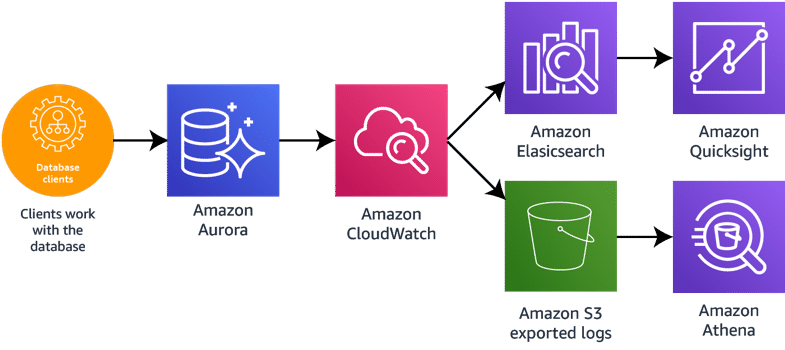 Database
clients
Clients work
with the
database
Amazon
Aurora
Amazon
CloudWatch
Amazon
Elasicsearch
Amazon
Quicksight
Amazon S3
exported logs
Amazon
Athena